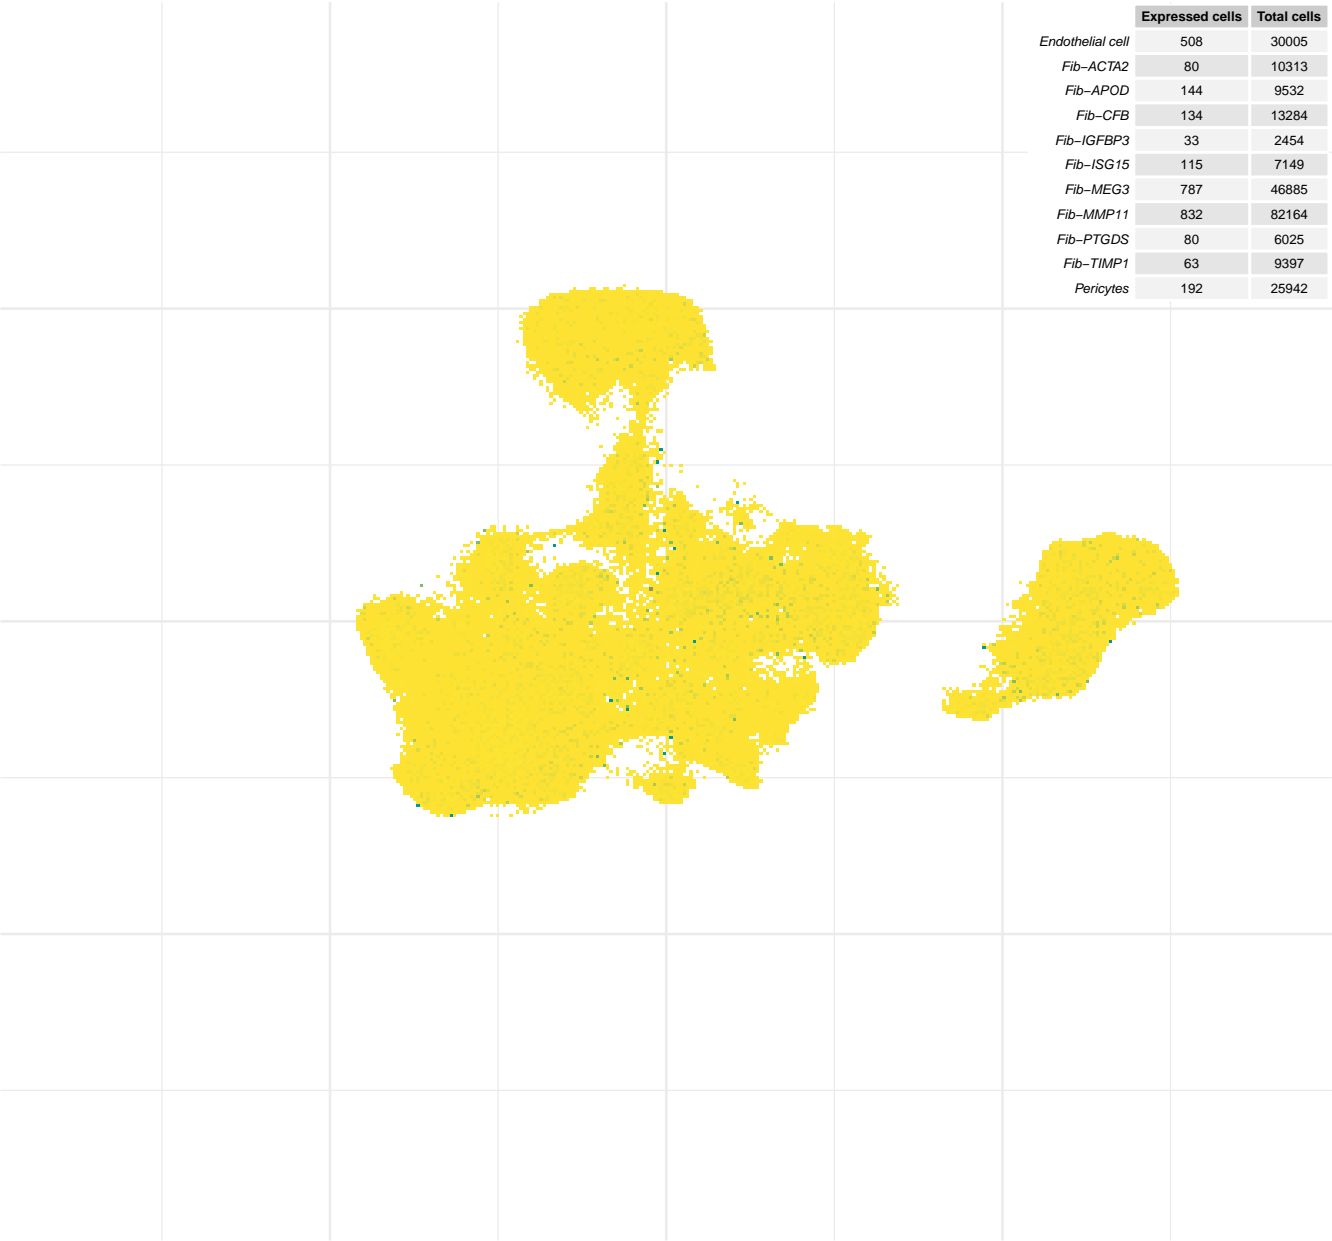 Expressed cells Total cells
Endothelial cell 508 30005
Fib−ACTA2 80 10313
Fib−APOD 144 9532
Fib−CFB 134 13284
Fib−IGFBP3 33 2454
Fib−ISG15 115 7149
Fib−MEG3 787 46885
Fib−MMP11 832 82164
Fib−PTGDS 80 6025
Fib−TIMP1 63 9397
Pericytes 192 25942